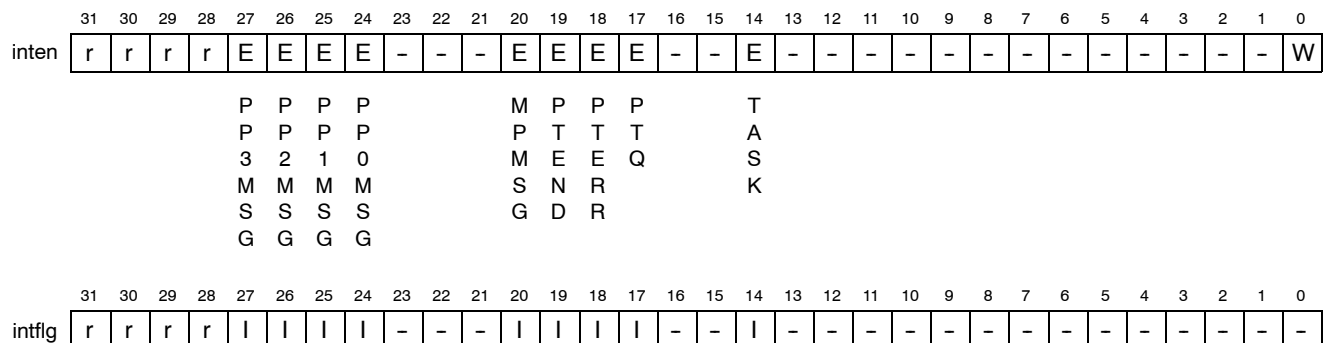 31 30 29 28 27 26 25 24 23 22 21 20 19 18 17 16 15 14 13 12 11 10 9 8 7 6 5 4 3 2 1 0
inten r r r r E E E E – – – E E E E – – E – – – – – – – – – – – – – W
P P P P M P P P T
P P P P P T T T A
3 2 1 0 M E E Q S
M M M M S N R K
S S S S G D R
G G G G
31 30 29 28 27 26 25 24 23 22 21 20 19 18 17 16 15 14 13 12 11 10 9 8 7 6 5 4 3 2 1 0
intflg r r r r I I I I – – – I I I I – – I – – – – – – – – – – – – – –